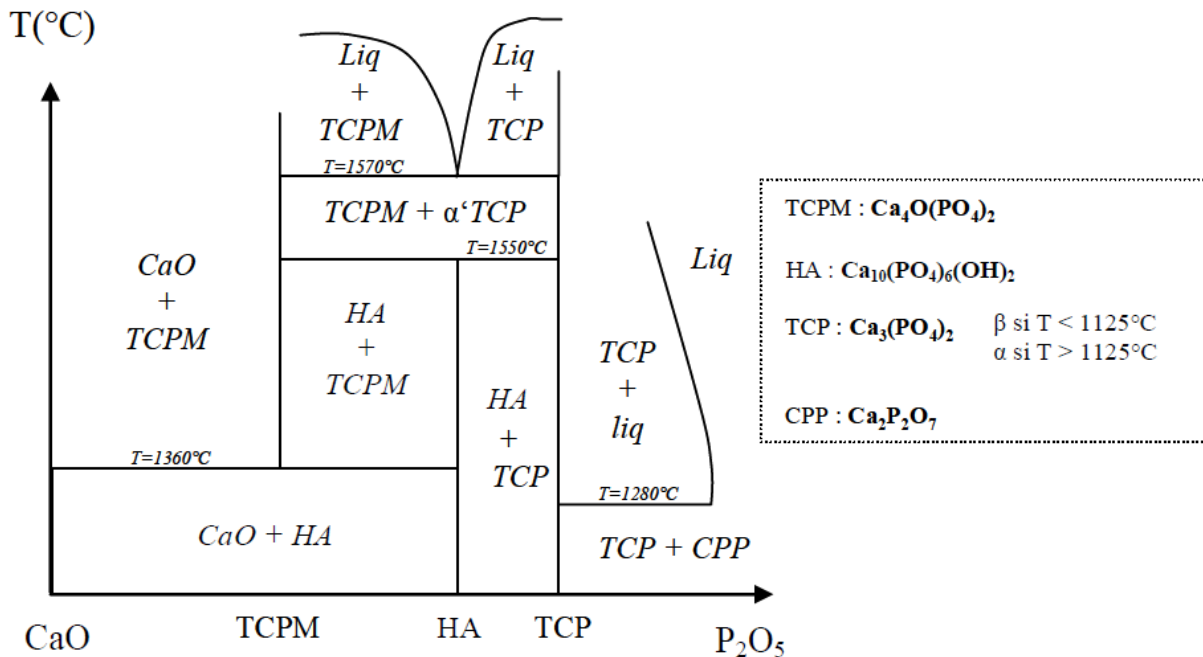 T(°C)
Liq
+
TCPM
Liq
+
TCP
T=1570°C
TCPM + α‘TCP
T=1550°C
CaO
+
TCPM
HA
+
TCPM
HA
+
TCP
TCP
+
liq
Liq
T=1360°C
T=1280°C
CaO + HA
TCP + CPP
CaO
TCPM
HA
TCP
P₂O₅
TCPM : Ca₄O(PO₄)₂
HA : Ca₁₀(PO₄)₆(OH)₂
TCP : Ca₃(PO₄)₂ β si T < 1125°C
α si T > 1125°C
CPP : Ca₂P₂O₇